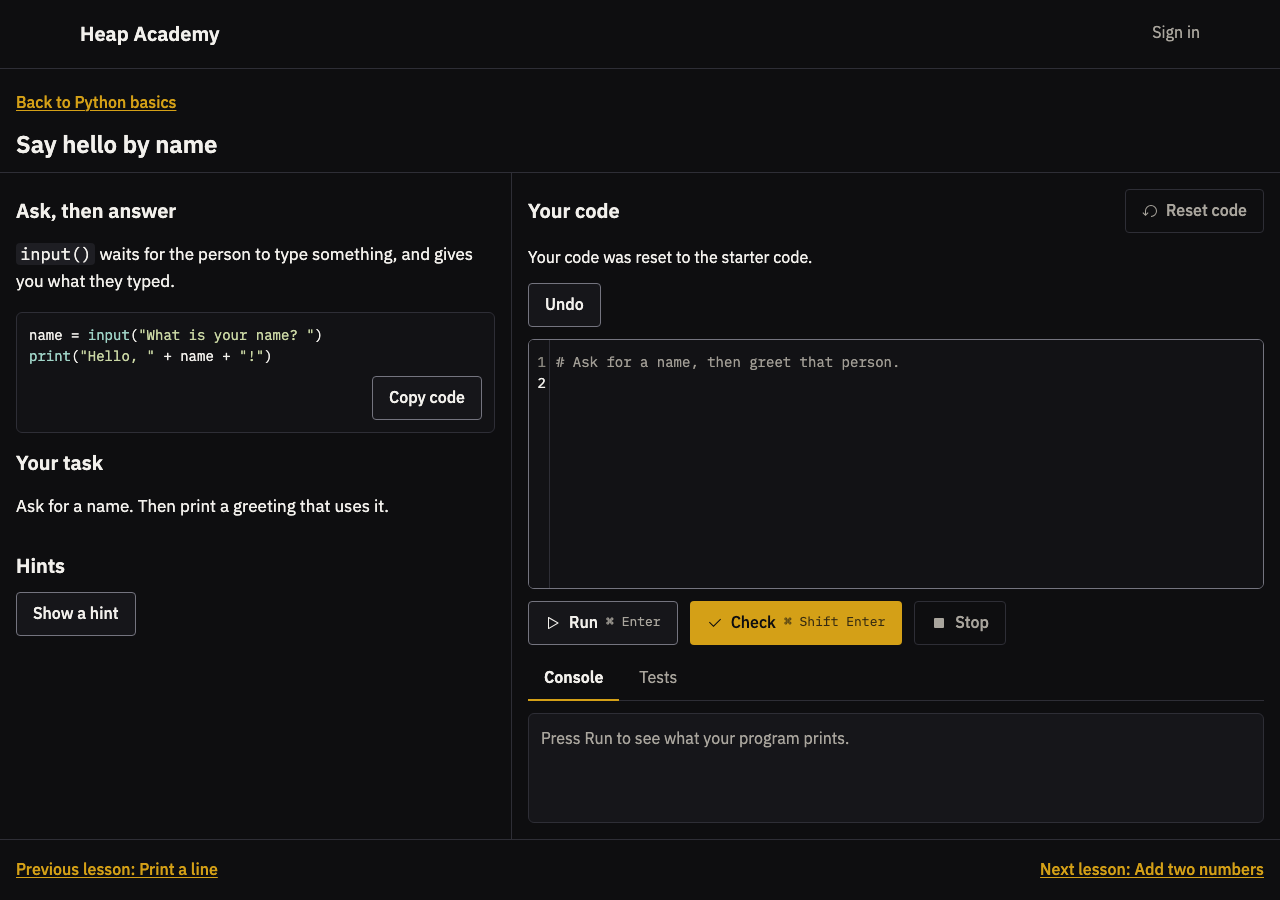 Heap Academy
Sign in
Back to Python basics
Say hello by name
Ask, then answer
input() waits for the person to type something, and gives
you what they typed.
name = input("What is your name? ")
print("Hello, " + name + "!")
Copy code
Your task
Ask for a name. Then print a greeting that uses it.
Hints
Show a hint
Your code
Reset code
Your code was reset to the starter code.
Undo
1 # Ask for a name, then greet that person.
2
Run ⌘ Enter
Check ⌘ Shift Enter
Stop
Console
Tests
Press Run to see what your program prints.
Previous lesson: Print a line
Next lesson: Add two numbers